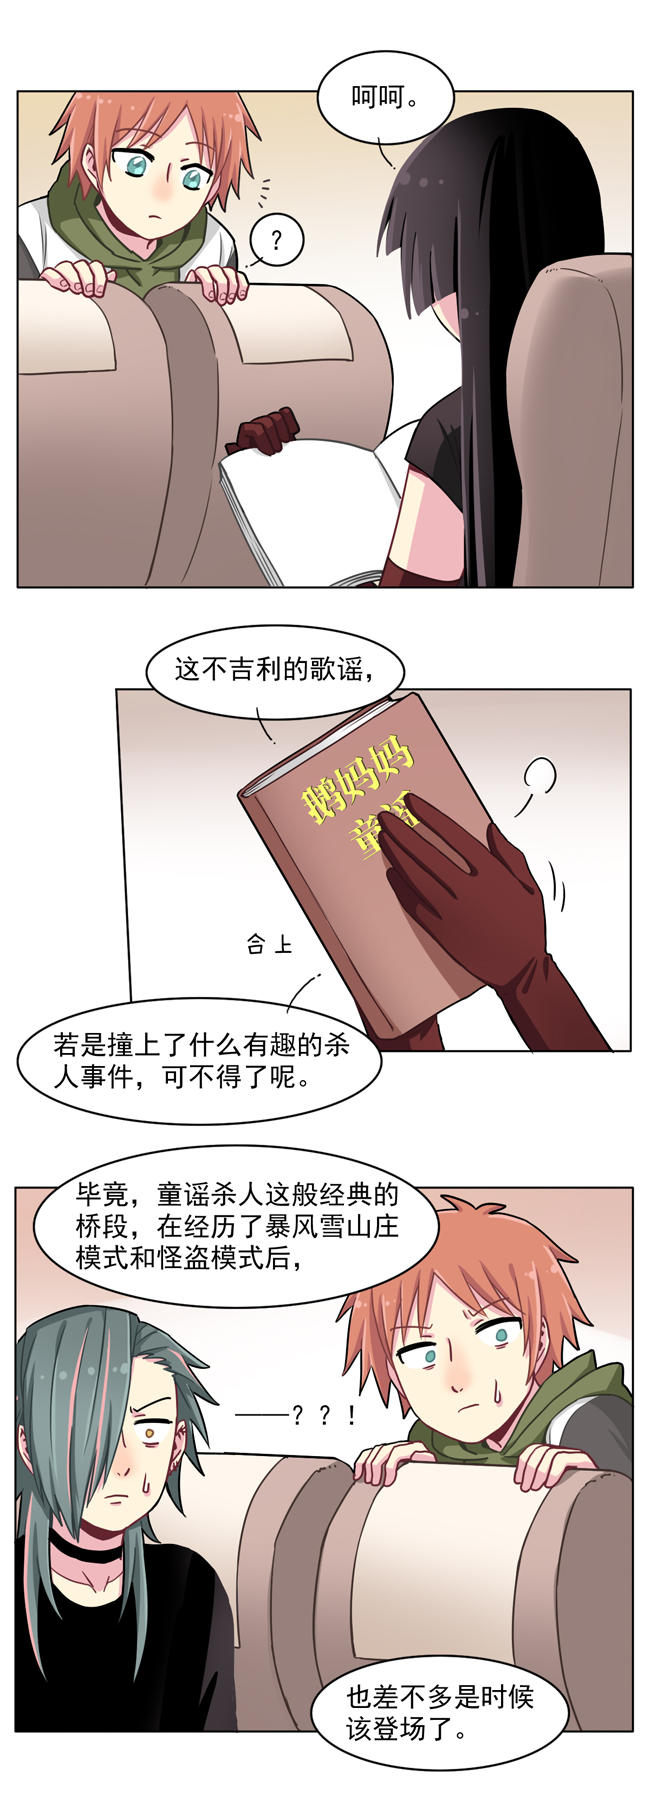 呵呵。
?
这不吉利的歌谣，
鹅妈妈
童谣
合上
若是撞上了什么有趣的杀
人事件，可不得了呢。
毕竟，童谣杀人这般经典的
桥段，在经历了暴风雪山庄
模式和怪盗模式后，
——？？！
也差不多是时候
该登场了。